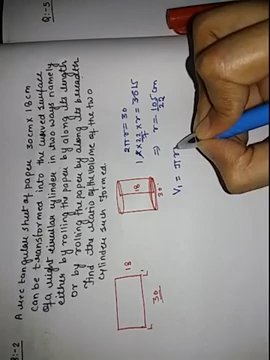 Q:-2
A rectangular sheet of paper 30cm x 18cm
can be transformed into the curved surface
of a right circular cylinder in two ways namely
either by rolling the paper by along its length
or by rolling the paper by along its breadth
find the ratio of the volume of the two
cylinder such formed.
18
30
18
30
2πr = 30
⇒ r = 105/22 cm
V₁ = πr
Q:-5